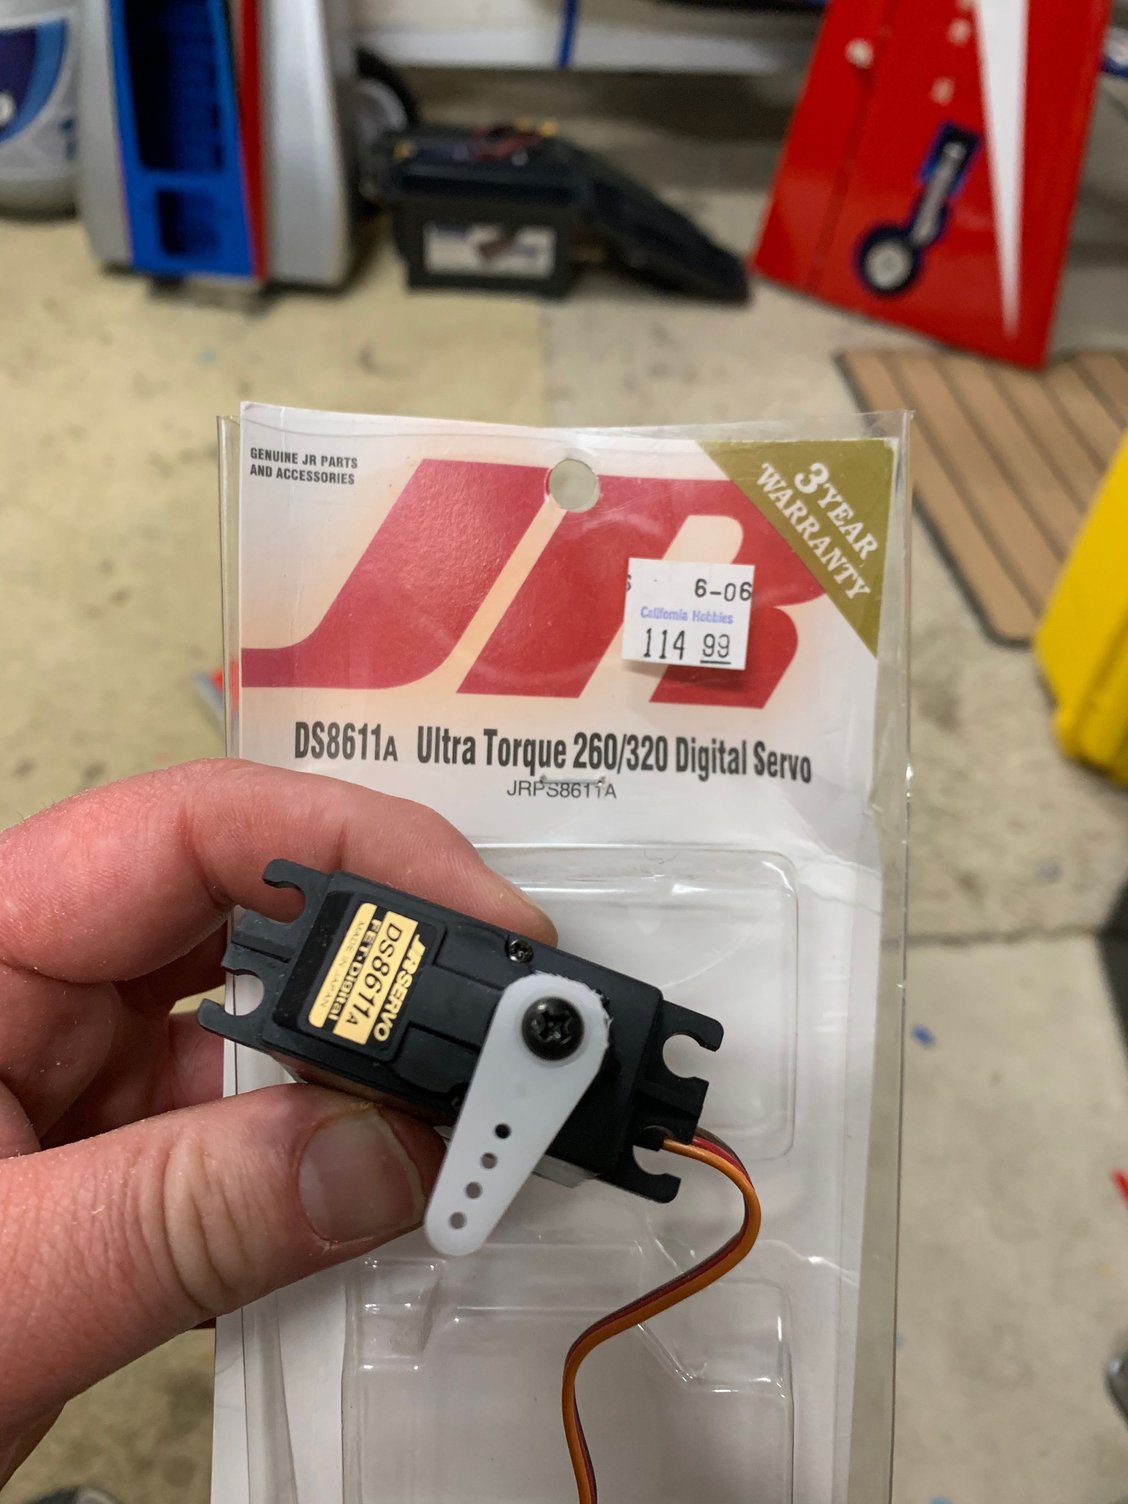 GENUINE JR PARTS
AND ACCESSORIES
JR
3 YEAR
WARRANTY
6-06
California Hobbies
114 99
DS8611A Ultra Torque 260/320 Digital Servo
JRPS8611A
JR SERVO
DS8611A
FET·Digital
MADE IN JAPAN